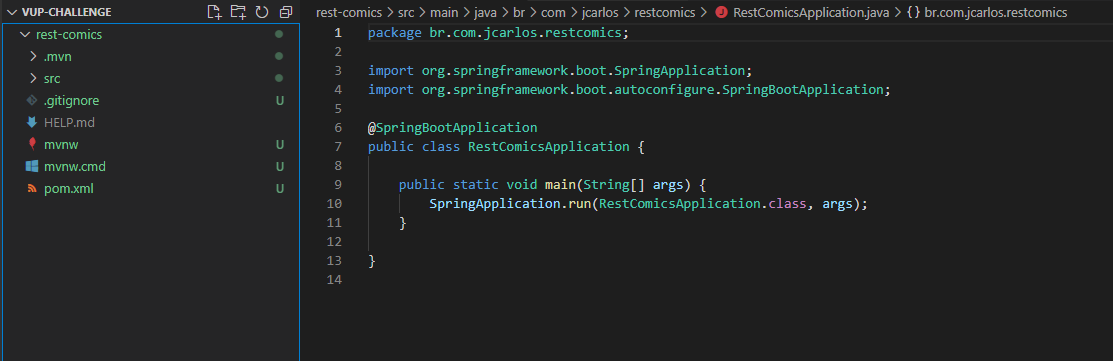 VUP-CHALLENGE
rest-comics
.mvn
src
.gitignore U
HELP.md
mvnw U
mvnw.cmd U
pom.xml U
rest-comics > src > main > java > br > com > jcarlos > restcomics > J RestComicsApplication.java > {} br.com.jcarlos.restcomics
1 package br.com.jcarlos.restcomics;
2
3 import org.springframework.boot.SpringApplication;
4 import org.springframework.boot.autoconfigure.SpringBootApplication;
5
6 @SpringBootApplication
7 public class RestComicsApplication {
8
9 public static void main(String[] args) {
10 SpringApplication.run(RestComicsApplication.class, args);
11 }
12
13 }
14